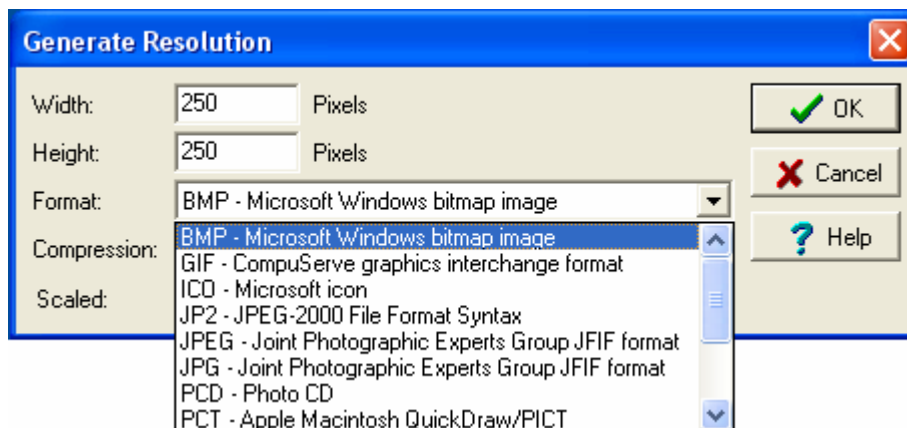 Generate Resolution
Width: 250 Pixels
OK
Height: 250 Pixels
Cancel
Format: BMP - Microsoft Windows bitmap image
Help
BMP - Microsoft Windows bitmap image
Compression:
GIF - CompuServe graphics interchange format
ICO - Microsoft icon
Scaled:
JP2 - JPEG-2000 File Format Syntax
JPEG - Joint Photographic Experts Group JFIF format
JPG - Joint Photographic Experts Group JFIF format
PCD - Photo CD
PCT - Apple Macintosh QuickDraw/PICT